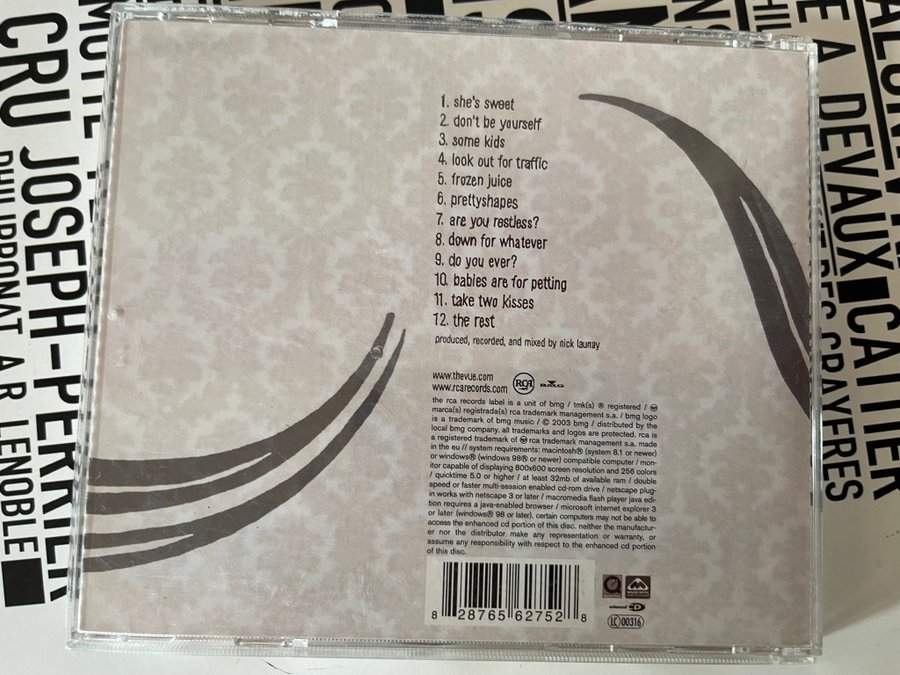 1. she's sweet
2. don't be yourself
3. some kids
4. look out for traffic
5. frozen juice
6. prettyshapes
7. are you restless?
8. down for whatever
9. do you ever?
10. babies are for petting
11. take two kisses
12. the rest
produced, recorded, and mixed by nick launay
www.thevue.com
www.rcarecords.com RCA BMG
the rca records label is a unit of bmg / tmk(s) ® registered /
marca(s) registrada(s) rca trademark management s.a. / bmg logo
is a trademark of bmg music / © 2003 bmg / distributed by the
local bmg company. all trademarks and logos are protected. rca is
a registered trademark of rca trademark management s.a. made
in the eu // system requirements: macintosh® (system 8.1 or newer)
or windows® (windows 98® or newer) compatible computer / mon-
itor capable of displaying 800x600 screen resolution and 256 colors
/ quicktime 5.0 or higher / at least 32mb of available ram / double
speed or faster multi-session enabled cd-rom drive / netscape plug-
in works with netscape 3 or later / macromedia flash player java edi-
tion requires a java-enabled browser / microsoft internet explorer 3
or later (windows® 98 or later). certain computers may not be able to
access the enhanced cd portion of this disc. neither the manufactur-
er nor the distributor make any representation or warranty, or
assume any responsibility with respect to the enhanced cd portion
of this disc.
8 28765 62752 8
LC 00316
CRU JOSEPH-PERRIER
PHILIPPONAT A.R LENOBLE
A DEVAUX
CATTIER
CRAYERES